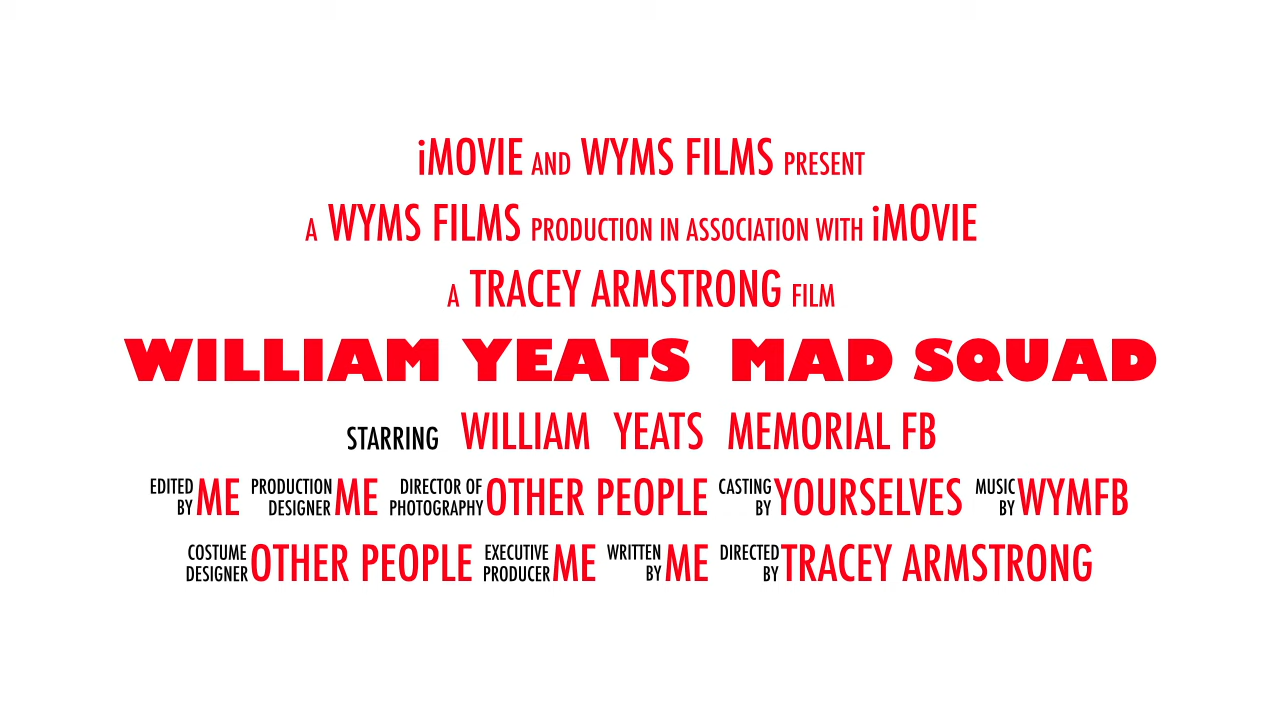 iMOVIE AND WYMS FILMS PRESENT
A WYMS FILMS PRODUCTION IN ASSOCIATION WITH iMOVIE
A TRACEY ARMSTRONG FILM
WILLIAM YEATS MAD SQUAD
STARRING WILLIAM YEATS MEMORIAL FB
EDITED BY ME PRODUCTION DESIGNER ME DIRECTOR OF PHOTOGRAPHY OTHER PEOPLE CASTING BY YOURSELVES MUSIC BY WYMFB
COSTUME DESIGNER OTHER PEOPLE EXECUTIVE PRODUCER ME WRITTEN BY ME DIRECTED BY TRACEY ARMSTRONG